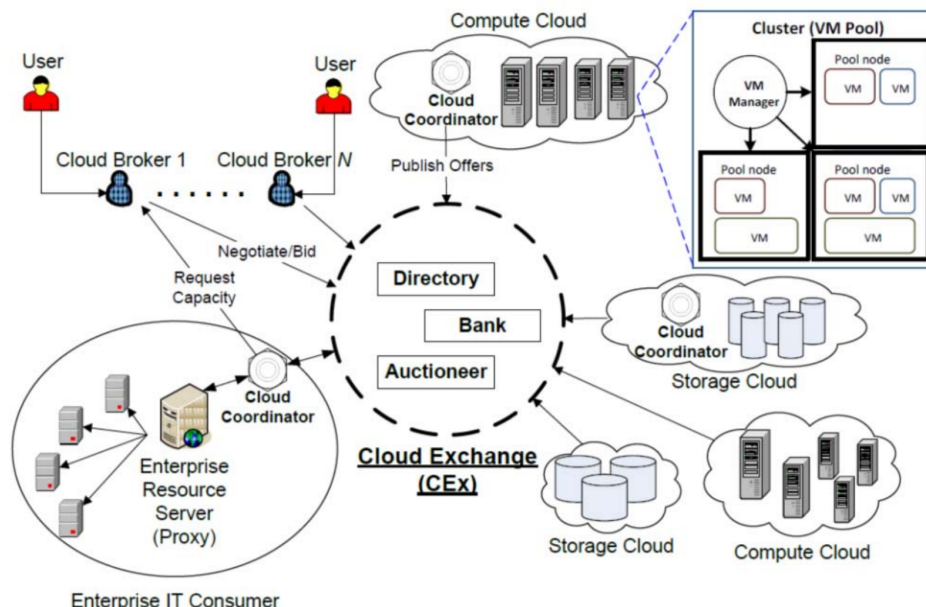 Compute Cloud
Cluster (VM Pool)
User
User
Cloud
Coordinator
VM
Manager
Pool node
VM
VM
Cloud Broker 1
Cloud Broker N
. . . . . .
Publish Offers
Pool node
VM
VM
Pool node
VM
VM
VM
Negotiate/Bid
Request
Capacity
Directory
Bank
Auctioneer
Cloud
Coordinator
Storage Cloud
Cloud
Coordinator
Enterprise
Resource
Server
(Proxy)
Cloud Exchange
(CEx)
Storage Cloud
Compute Cloud
Enterprise IT Consumer